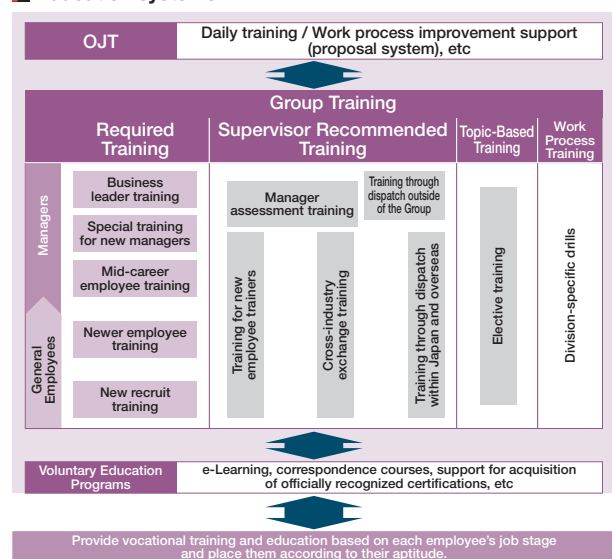 OJT
Daily training / Work process improvement support
(proposal system), etc
Group Training
Required
Training
Supervisor Recommended
Training
Topic-Based
Training
Work
Process
Training
Managers
General
Employees
Business
leader training
Special training
for new managers
Mid-career
employee training
Newer employee
training
New recruit
training
Manager
assessment training
Training through
dispatch outside
of the Group
Training for new
employee trainers
Cross-industry
exchange training
Training through dispatch
within Japan and overseas
Elective training
Division-specific drills
Voluntary Education
Programs
e-Learning, correspondence courses, support for acquisition
of officially recognized certifications, etc
Provide vocational training and education based on each employee's job stage
and place them according to their aptitude.